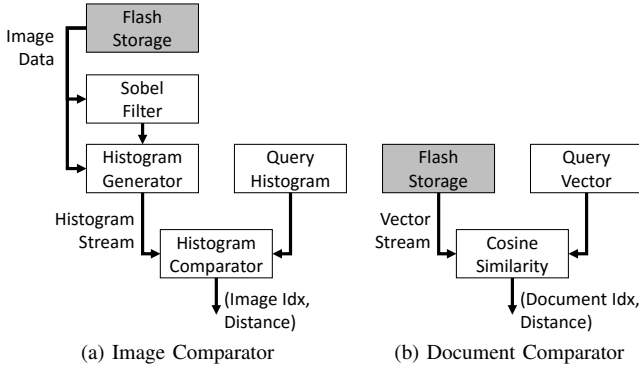 Flash
Storage
Image
Data
Sobel
Filter
Histogram
Generator
Query
Histogram
Histogram
Stream
Histogram
Comparator
(Image Idx,
Distance)
(a) Image Comparator
Flash
Storage
Query
Vector
Vector
Stream
Cosine
Similarity
(Document Idx,
Distance)
(b) Document Comparator